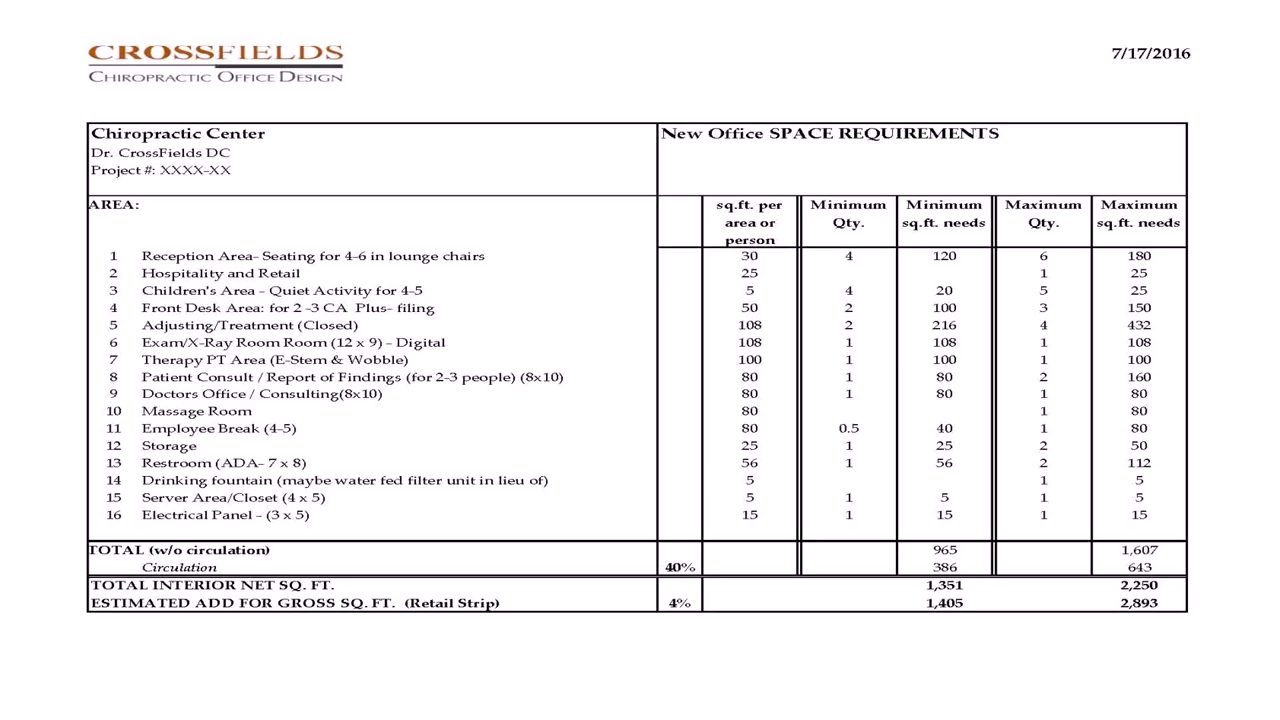 CROSSFIELDS
CHIROPRACTIC OFFICE DESIGN
7/17/2016
Chiropractic Center New Office SPACE REQUIREMENTS
Dr. CrossFields DC
Project #: XXXX-XX
AREA: sq.ft. per Minimum Minimum Maximum Maximum
area or Qty. sq.ft. needs Qty. sq.ft. needs
person
1 Reception Area- Seating for 4-6 in lounge chairs 30 4 120 6 180
2 Hospitality and Retail 25 1 25
3 Children's Area - Quiet Activity for 4-5 5 4 20 5 25
4 Front Desk Area: for 2 -3 CA Plus- filing 50 2 100 3 150
5 Adjusting/Treatment (Closed) 108 2 216 4 432
6 Exam/X-Ray Room Room (12 x 9) - Digital 108 1 108 1 108
7 Therapy PT Area (E-Stem & Wobble) 100 1 100 1 100
8 Patient Consult / Report of Findings (for 2-3 people) (8x10) 80 1 80 2 160
9 Doctors Office / Consulting(8x10) 80 1 80 1 80
10 Massage Room 80 1 80
11 Employee Break (4-5) 80 0.5 40 1 80
12 Storage 25 1 25 2 50
13 Restroom (ADA- 7 x 8) 56 1 56 2 112
14 Drinking fountain (maybe water fed filter unit in lieu of) 5 1 5
15 Server Area/Closet (4 x 5) 5 1 5 1 5
16 Electrical Panel - (3 x 5) 15 1 15 1 15
TOTAL (w/o circulation) 965 1,607
Circulation 40% 386 643
TOTAL INTERIOR NET SQ. FT. 1,351 2,250
ESTIMATED ADD FOR GROSS SQ. FT. (Retail Strip) 4% 1,405 2,893